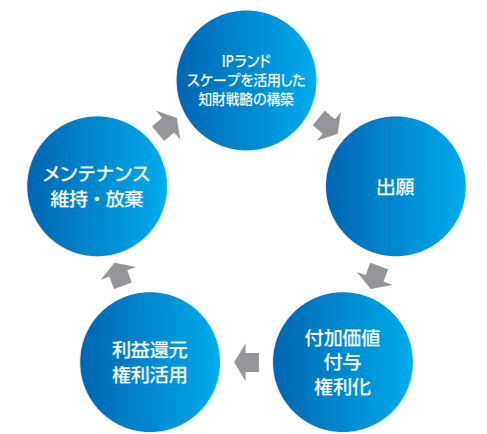 IPランド
スケープを活用した
知財戦略の構築
出願
付加価値
付与
権利化
利益還元
権利活用
メンテナンス
維持・放棄